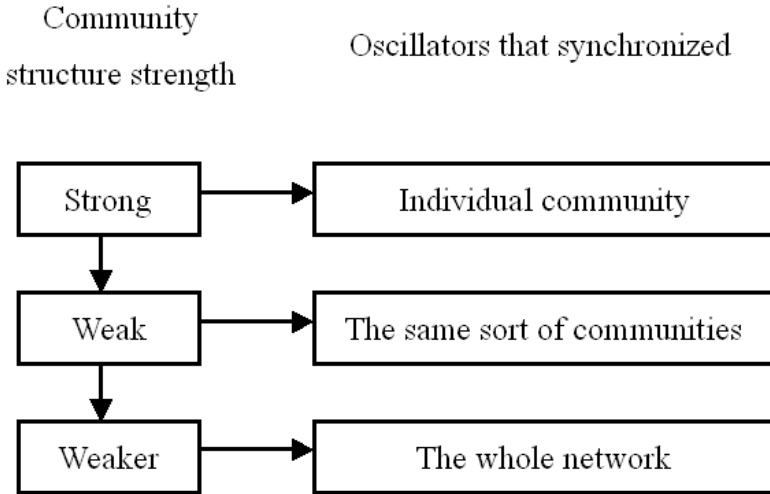 Community
structure strength
Oscillators that synchronized
Strong
Individual community
Weak
The same sort of communities
Weaker
The whole network